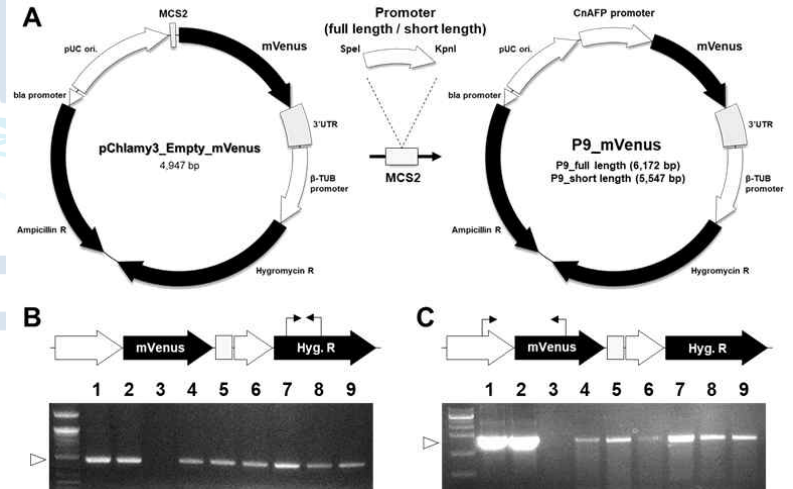 A
MCS2
pUC ori.
mVenus
bla promoter
3'UTR
pChlamy3_Empty_mVenus
4,947 bp
β-TUB
promoter
Ampicillin R
Hygromycin R
Promoter
(full length / short length)
SpeI
KpnI
MCS2
CnAFP promoter
pUC ori.
mVenus
bla promoter
3'UTR
P9_mVenus
P9_full length (6,172 bp)
P9_short length (5,547 bp)
β-TUB
promoter
Ampicillin R
Hygromycin R
B
mVenus
Hyg. R
1 2 3 4 5 6 7 8 9
C
mVenus
Hyg. R
1 2 3 4 5 6 7 8 9